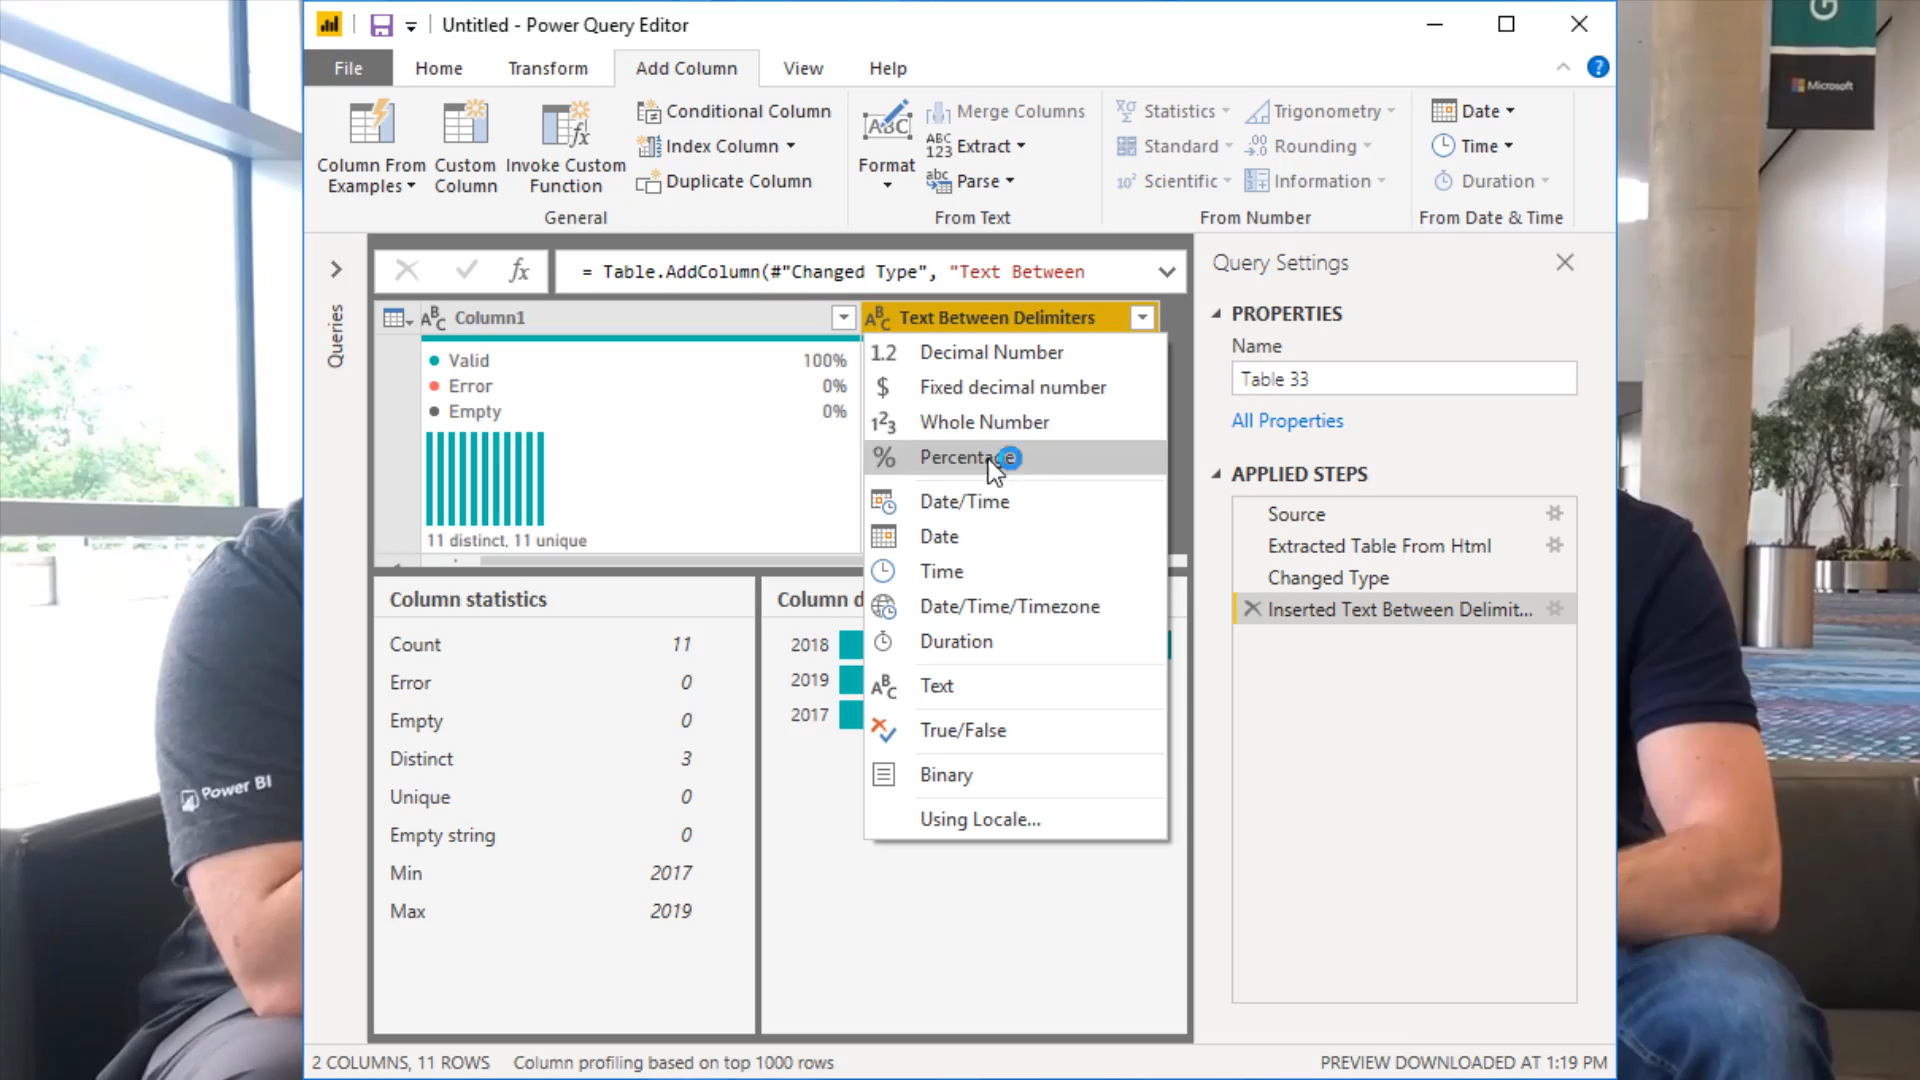 Untitled - Power Query Editor
File
Home
Transform
Add Column
View
Help
Column From Examples
Custom Column
Invoke Custom Function
Conditional Column
Index Column
Duplicate Column
General
Format
Merge Columns
Extract
Parse
From Text
Statistics
Standard
Scientific
Trigonometry
Rounding
Information
From Number
Date
Time
Duration
From Date & Time
= Table.AddColumn(#"Changed Type", "Text Between
Queries
Column1
Text Between Delimiters
Valid 100%
Error 0%
Empty 0%
11 distinct, 11 unique
1.2 Decimal Number
$ Fixed decimal number
123 Whole Number
% Percentage
Date/Time
Date
Time
Date/Time/Timezone
Duration
ABC Text
True/False
Binary
Using Locale...
Column statistics
Count 11
Error 0
Empty 0
Distinct 3
Unique 0
Empty string 0
Min 2017
Max 2019
Column d
2018
2019
2017
Query Settings
PROPERTIES
Name
Table 33
All Properties
APPLIED STEPS
Source
Extracted Table From Html
Changed Type
Inserted Text Between Delimit...
2 COLUMNS, 11 ROWS
Column profiling based on top 1000 rows
PREVIEW DOWNLOADED AT 1:19 PM
Power BI
G
Microsoft